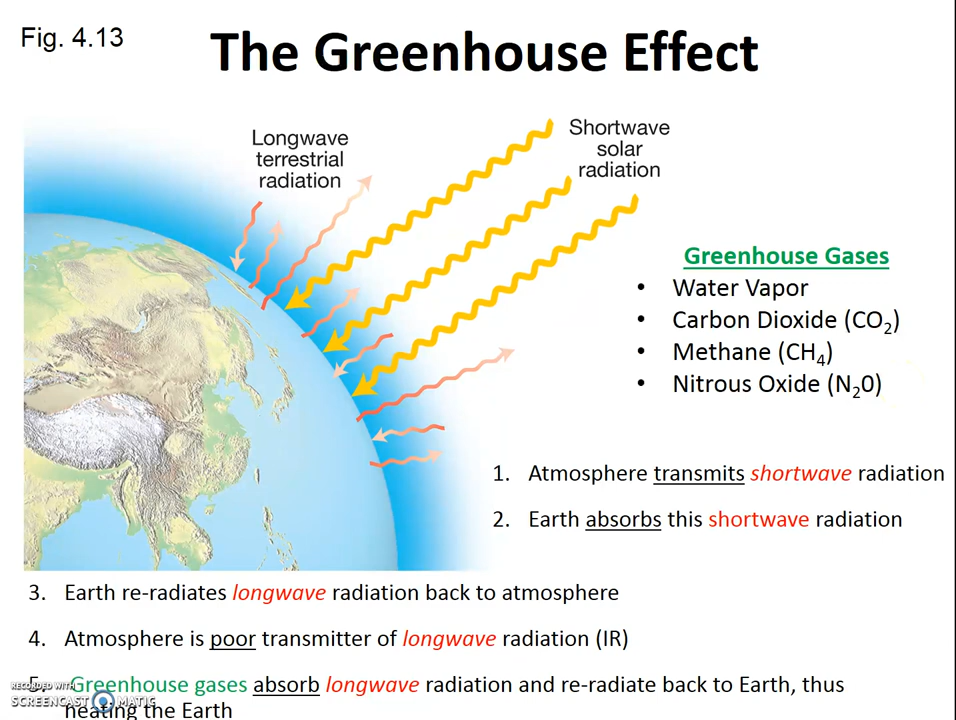 Fig. 4.13
The Greenhouse Effect
Longwave
terrestrial
radiation
Shortwave
solar
radiation
Greenhouse Gases
• Water Vapor
• Carbon Dioxide (CO₂)
• Methane (CH₄)
• Nitrous Oxide (N₂0)
1. Atmosphere transmits shortwave radiation
2. Earth absorbs this shortwave radiation
3. Earth re-radiates longwave radiation back to atmosphere
4. Atmosphere is poor transmitter of longwave radiation (IR)
5. Greenhouse gases absorb longwave radiation and re-radiate back to Earth, thus
heating the Earth
RECORDED WITH
SCREENCAST MATIC